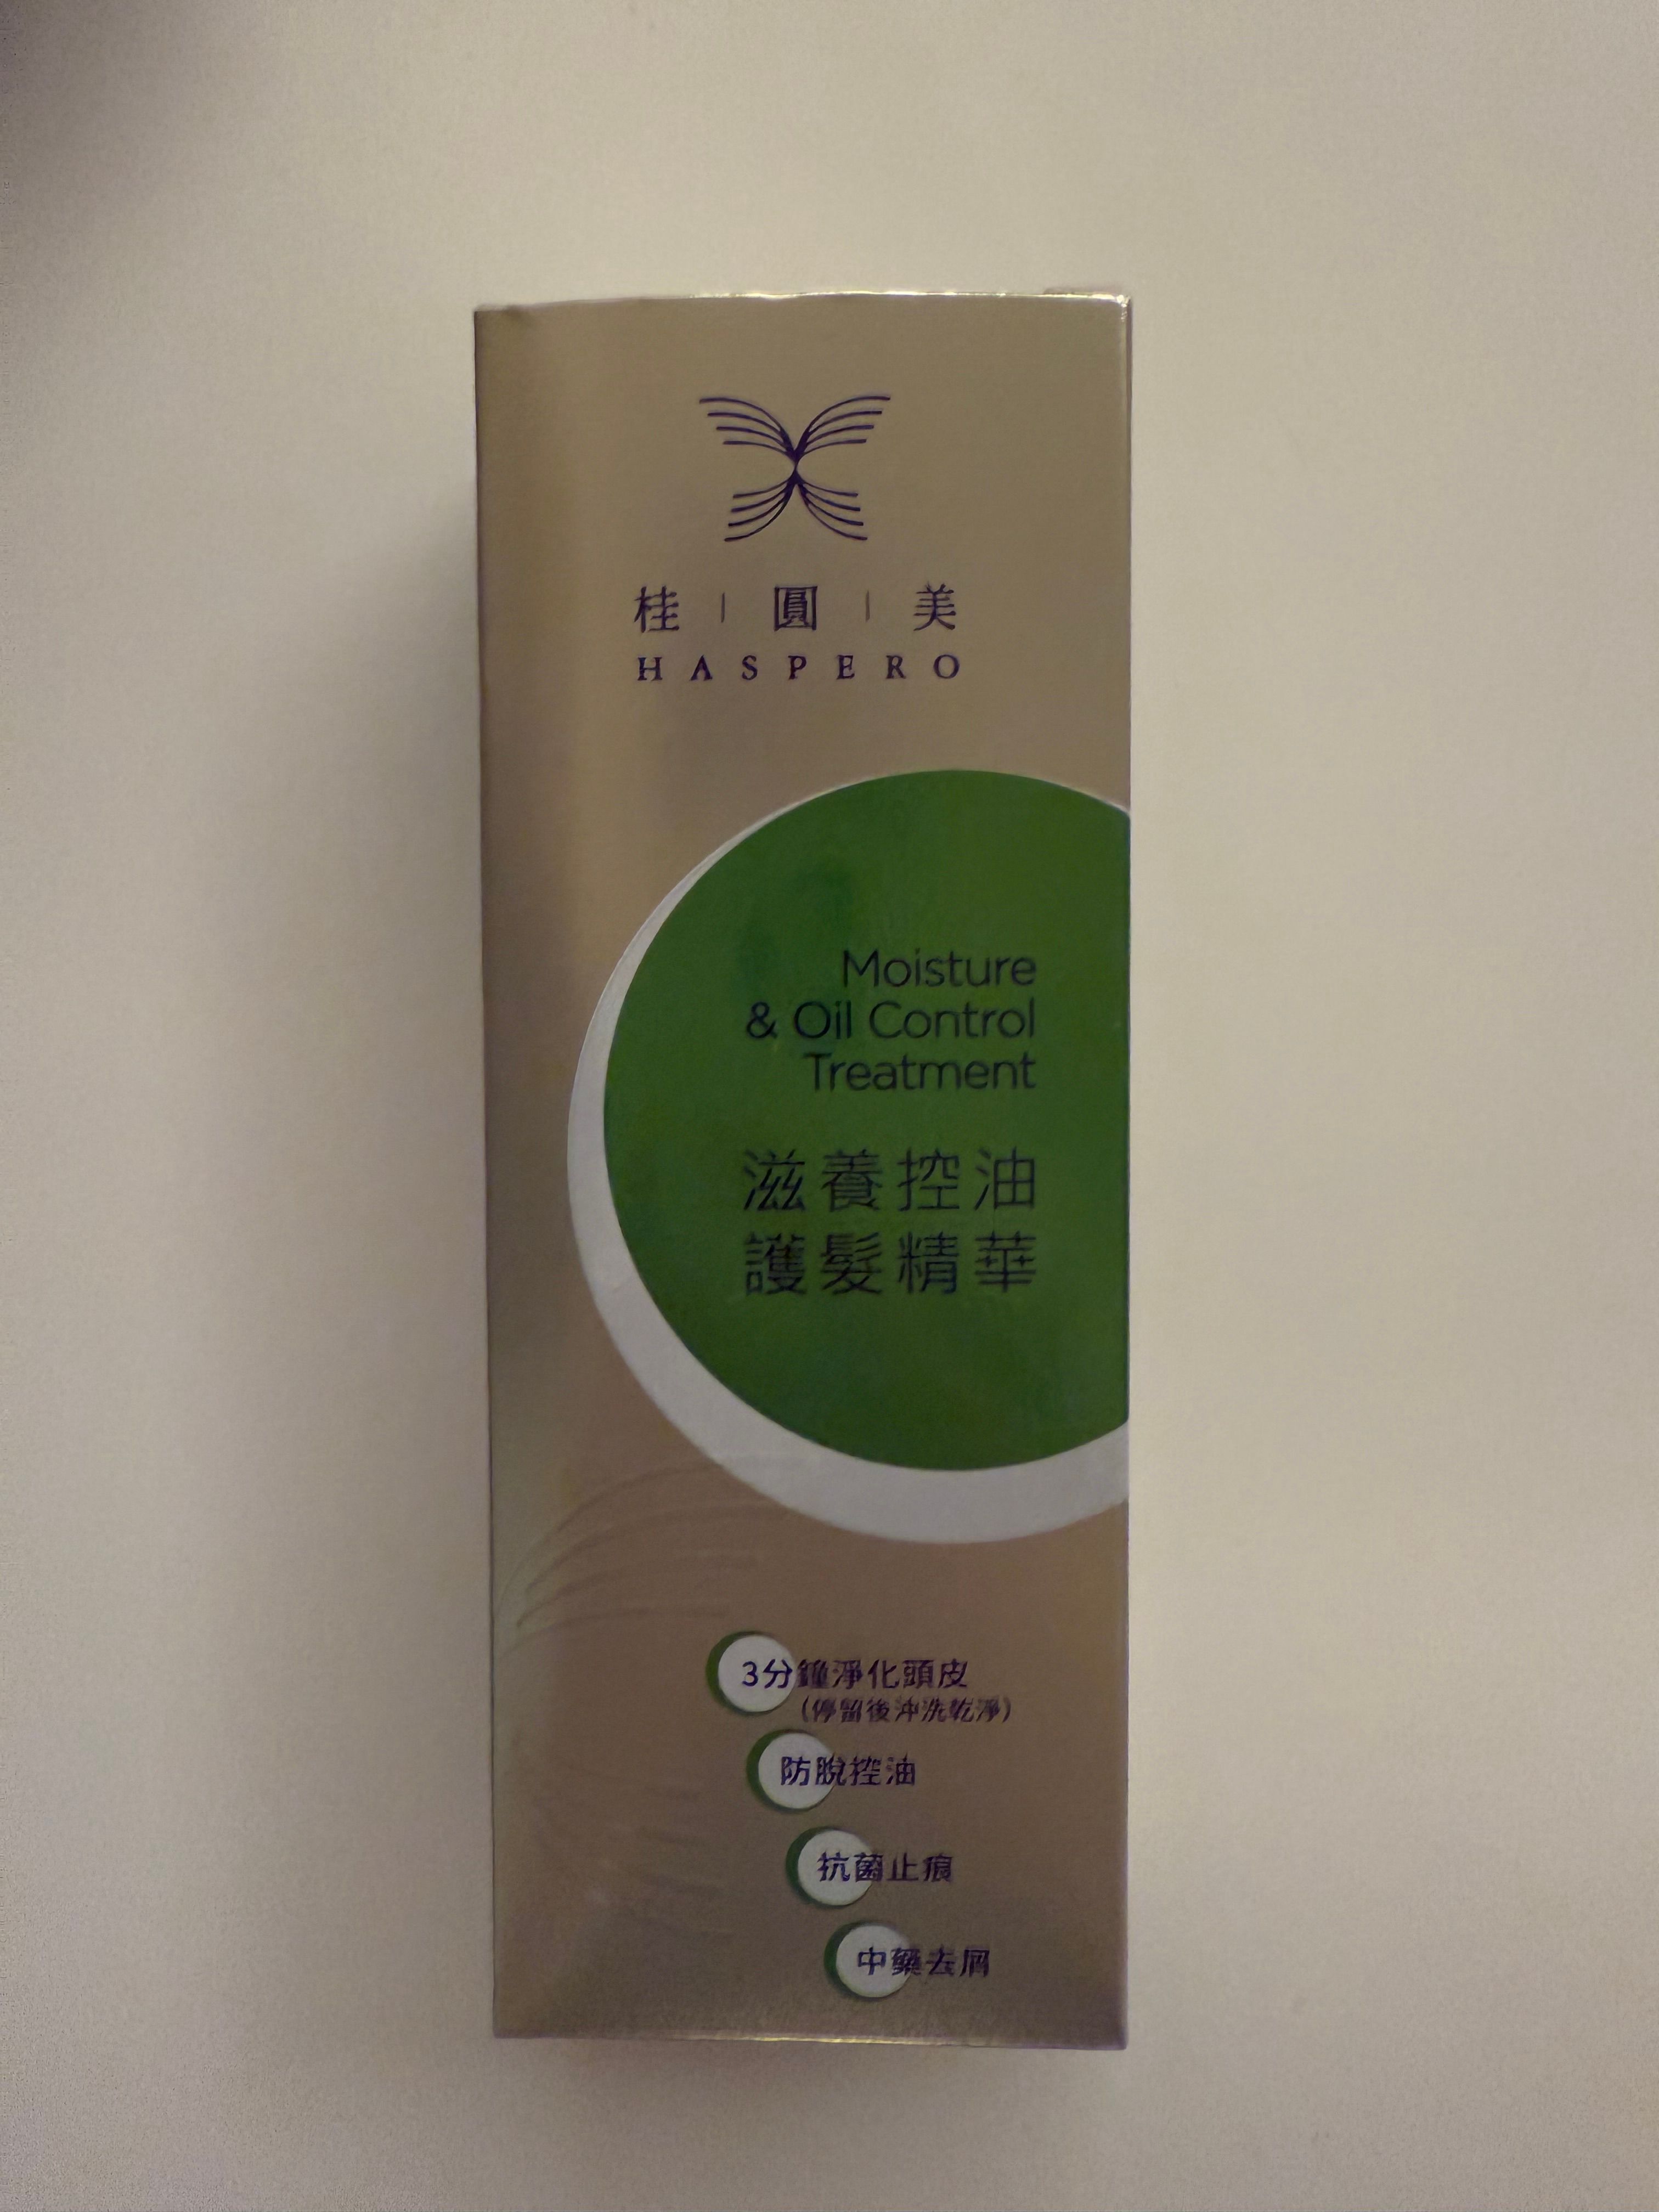 桂 | 圓 | 美
HASPERO
Moisture
& Oil Control
Treatment
滋養控油
護髮精華
3分鐘淨化頭皮
(停留後沖洗乾淨)
防脫控油
抗菌止痕
中藥去屑